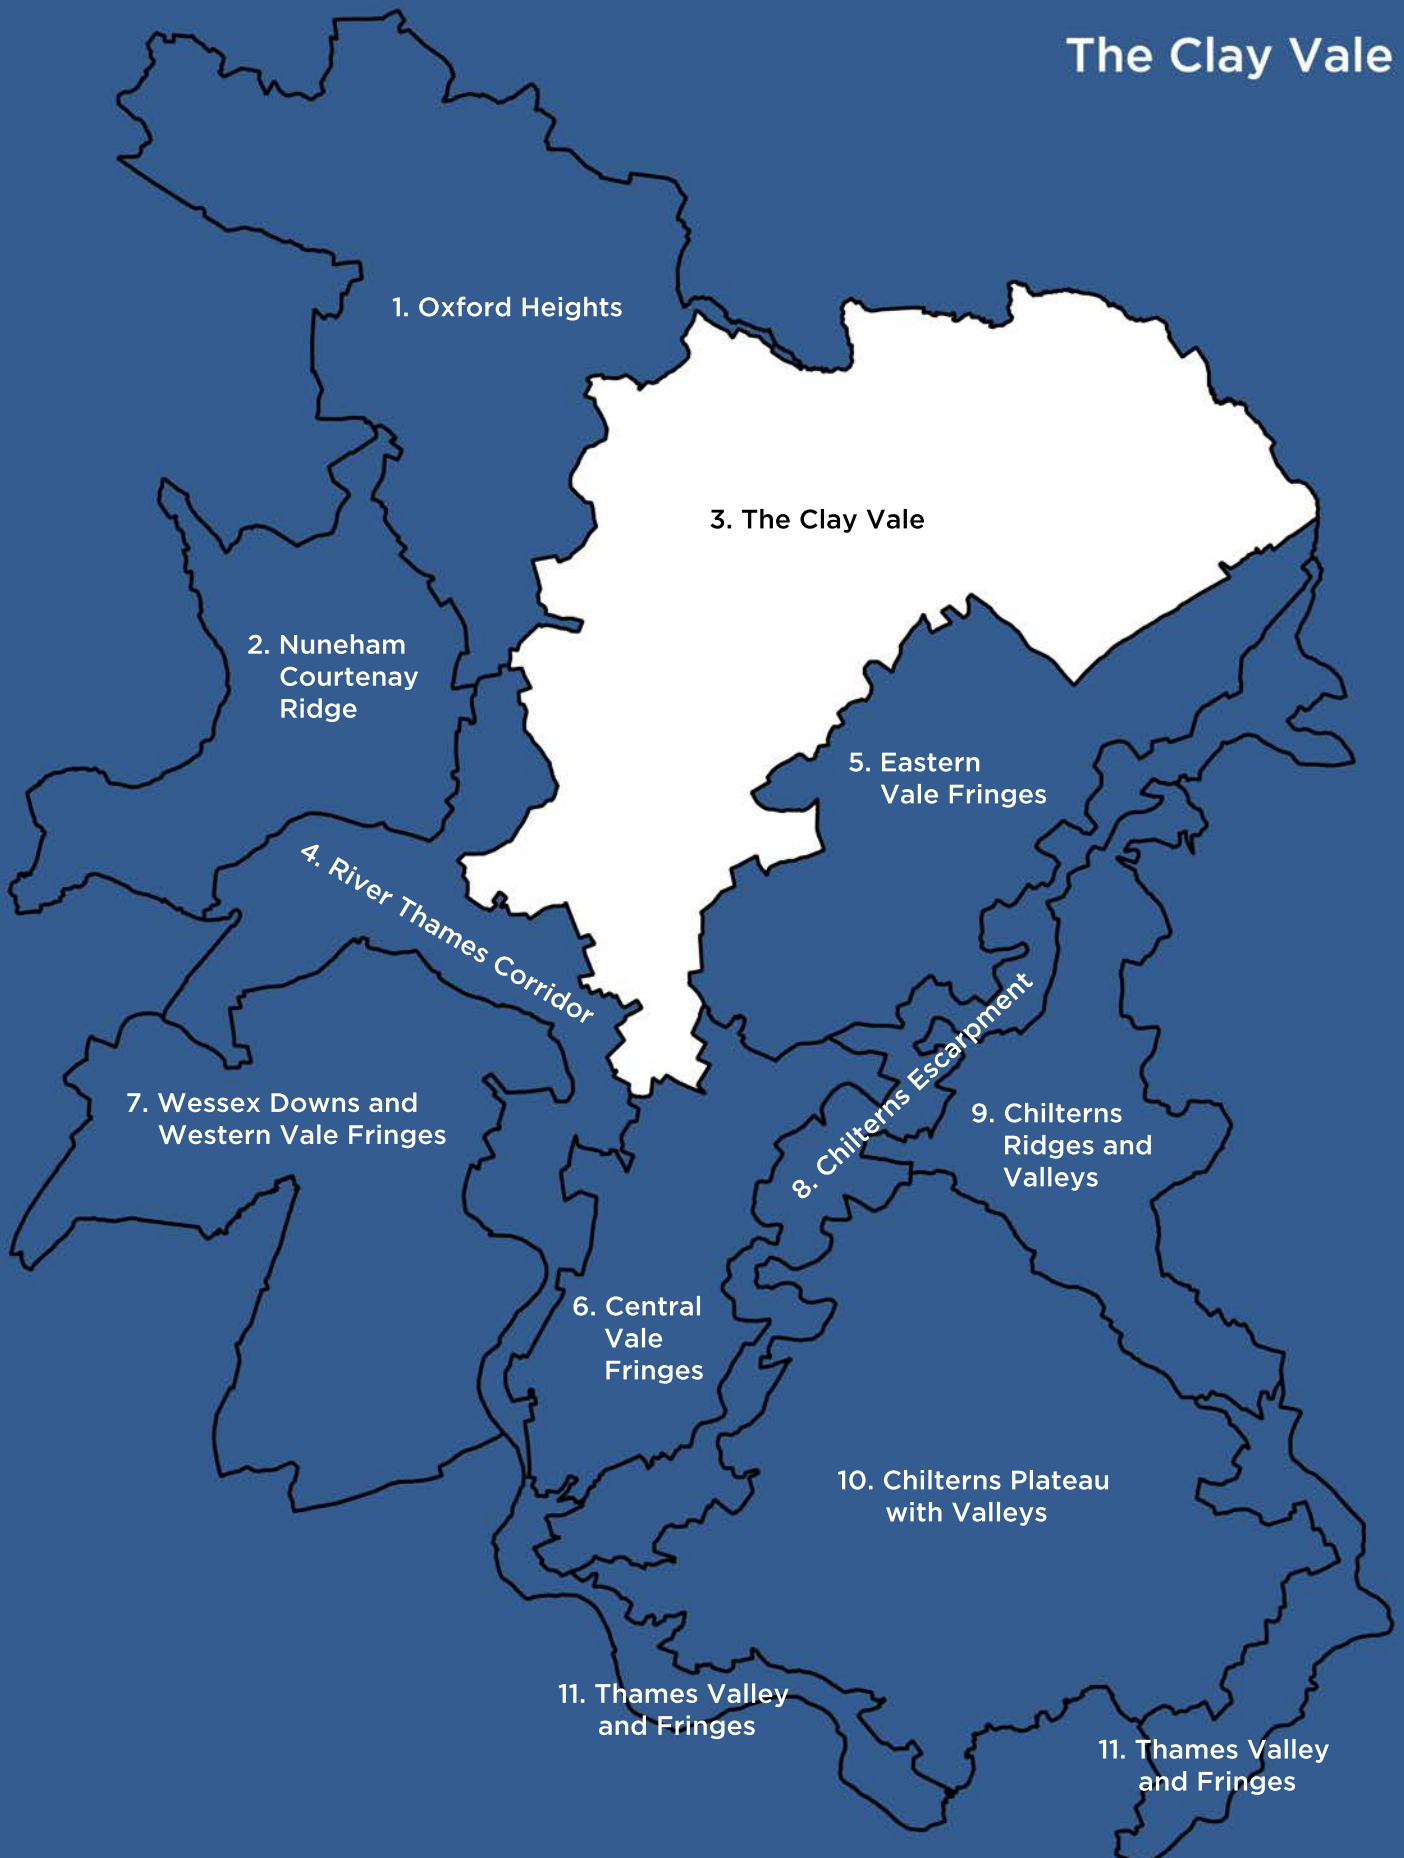 The Clay Vale
1. Oxford Heights
3. The Clay Vale
2. Nuneham
Courtenay
Ridge
5. Eastern
Vale Fringes
4. River Thames Corridor
7. Wessex Downs and
Western Vale Fringes
8. Chilterns Escarpment
9. Chilterns
Ridges and
Valleys
6. Central
Vale
Fringes
10. Chilterns Plateau
with Valleys
11. Thames Valley
and Fringes
11. Thames Valley
and Fringes